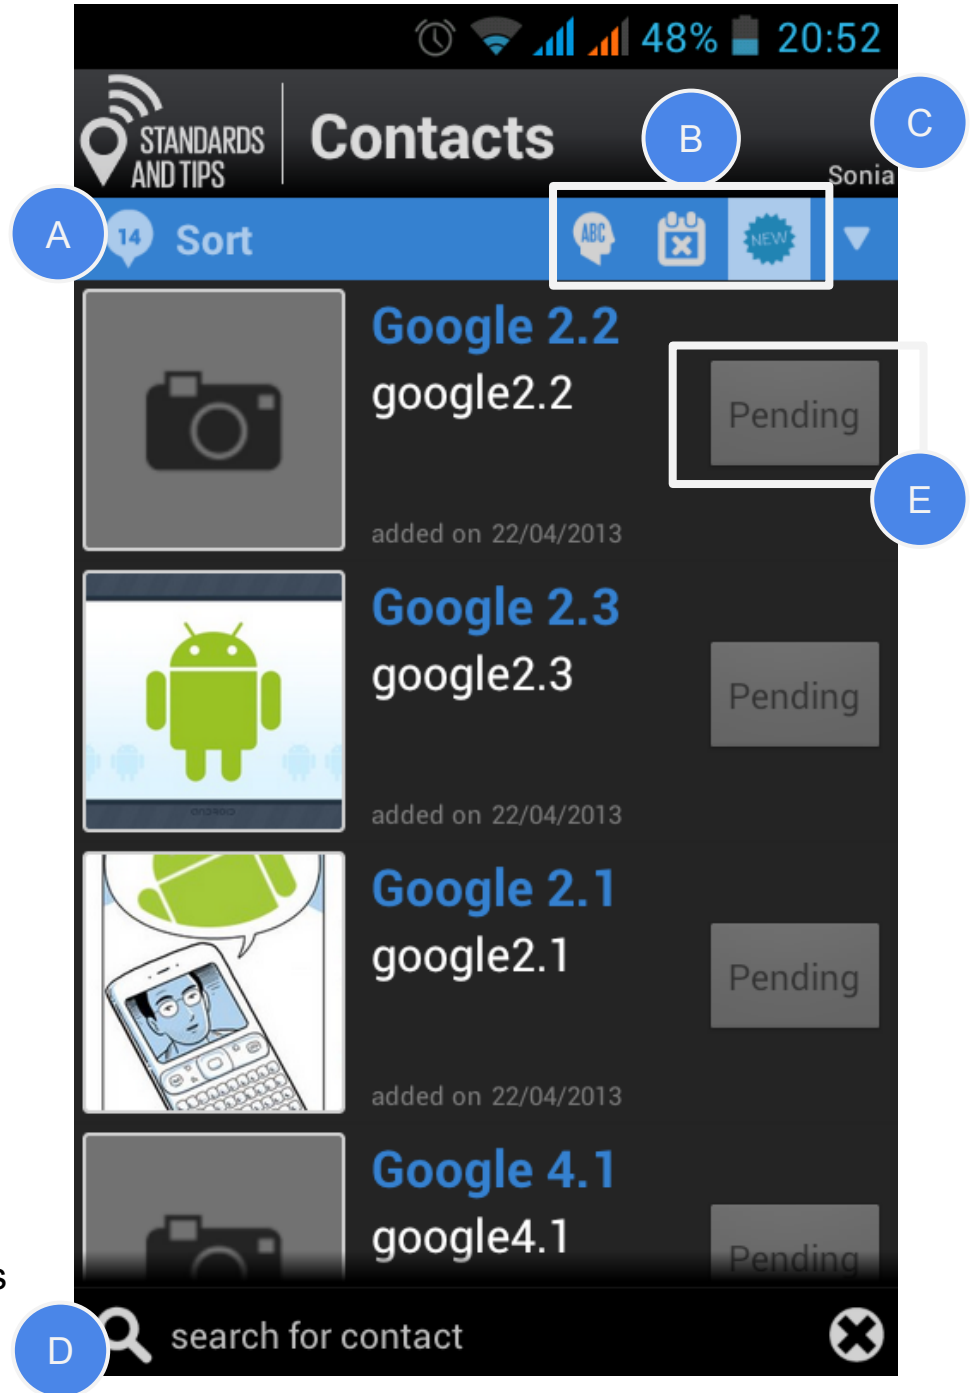 48% 20:52
STANDARDS
AND TIPS
Contacts
B
C
Sonia
A
14
Sort
ABC
NEW
Google 2.2
google2.2
Pending
E
added on 22/04/2013
Google 2.3
google2.3
Pending
ANDROID
added on 22/04/2013
Google 2.1
google2.1
Pending
added on 22/04/2013
Google 4.1
google4.1
Pending
s
D
search for contact